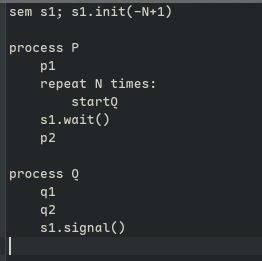 sem s1; s1.init(-N+1)
process P
p1
repeat N times:
startQ
s1.wait()
p2
process Q
q1
q2
s1.signal()